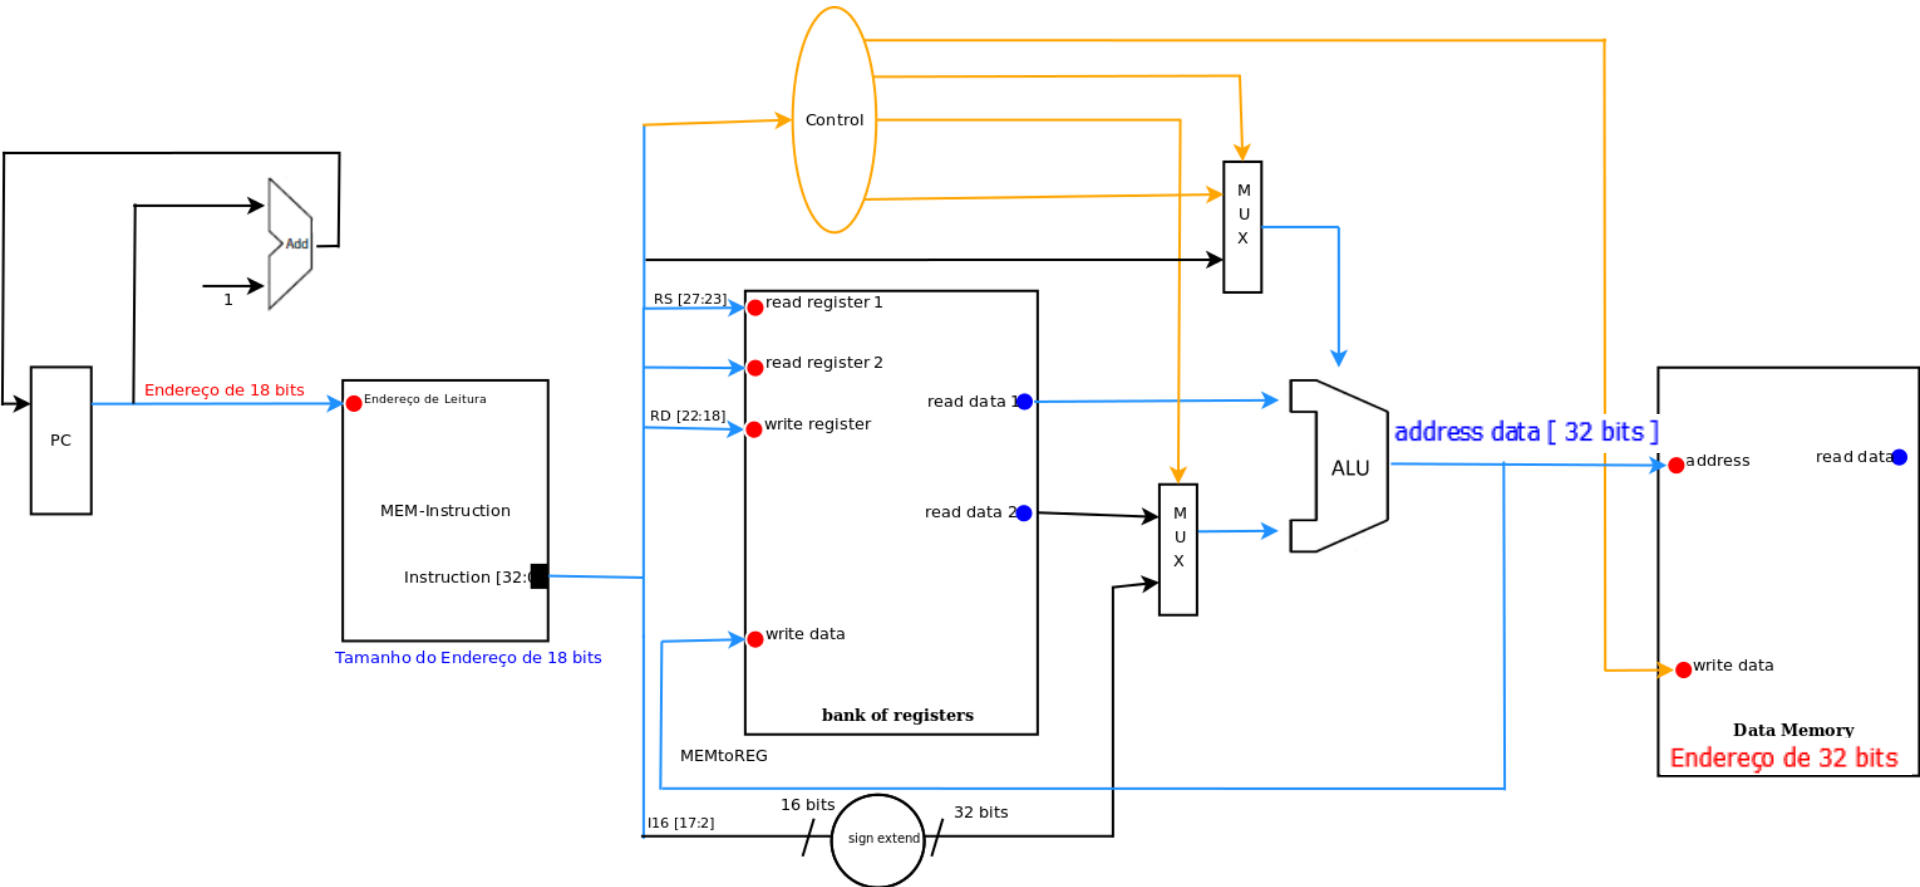 Control
M
U
X
Add
1
RS [27:23]
read register 1
read register 2
Endereço de 18 bits
Endereço de Leitura
RD [22:18]
write register
read data 1
address data [ 32 bits ]
PC
ALU
address
read data
MEM-Instruction
read data 2
M
U
X
Instruction [32:0
write data
Tamanho do Endereço de 18 bits
write data
bank of registers
Data Memory
MEMtoREG
Endereço de 32 bits
16 bits
32 bits
I16 [17:2]
sign extend